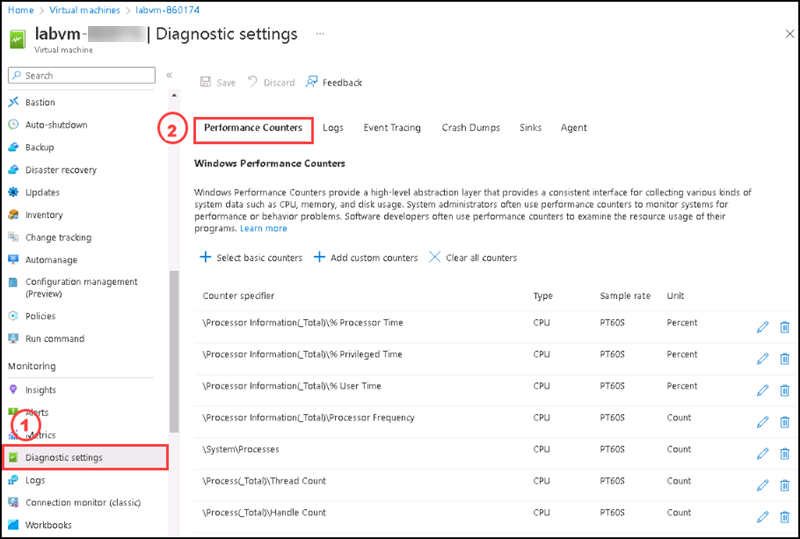 Home > Virtual machines > labvm-860174
labvm- | Diagnostic settings ...
Virtual machine
Search
«
Save Discard Feedback
Bastion
Auto-shutdown
Backup
Disaster recovery
Updates
Inventory
Change tracking
Automanage
Configuration management
(Preview)
Policies
Run command
Monitoring
Insights
Alerts
1
Metrics
Diagnostic settings
Logs
Connection monitor (classic)
Workbooks
2
Performance Counters Logs Event Tracing Crash Dumps Sinks Agent
Windows Performance Counters
Windows Performance Counters provide a high-level abstraction layer that provides a consistent interface for collecting various kinds of
system data such as CPU, memory, and disk usage. System administrators often use performance counters to monitor systems for
performance or behavior problems. Software developers often use performance counters to examine the resource usage of their
programs. Learn more
Select basic counters Add custom counters Clear all counters
Counter specifier Type Sample rate Unit
\Processor Information(_Total)\% Processor Time CPU PT60S Percent
\Processor Information(_Total)\% Privileged Time CPU PT60S Percent
\Processor Information(_Total)\% User Time CPU PT60S Percent
\Processor Information(_Total)\Processor Frequency CPU PT60S Count
\System\Processes CPU PT60S Count
\Process(_Total)\Thread Count CPU PT60S Count
\Process(_Total)\Handle Count CPU PT60S Count